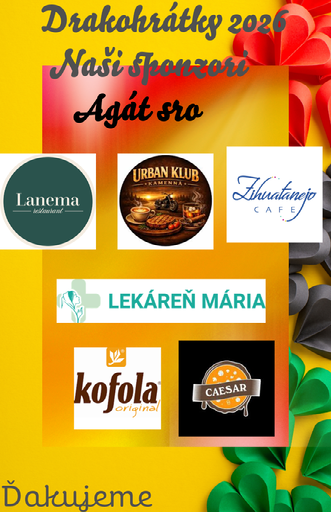 Drakohrátky 2026
Naši sponzori
Agát sro
Lanema
restaurant
URBAN KLUB
KAMENNÁ
Zihuatanejo
CAFE
LEKÁREŇ MÁRIA
kofola
original
CAESAR
Ďakujeme